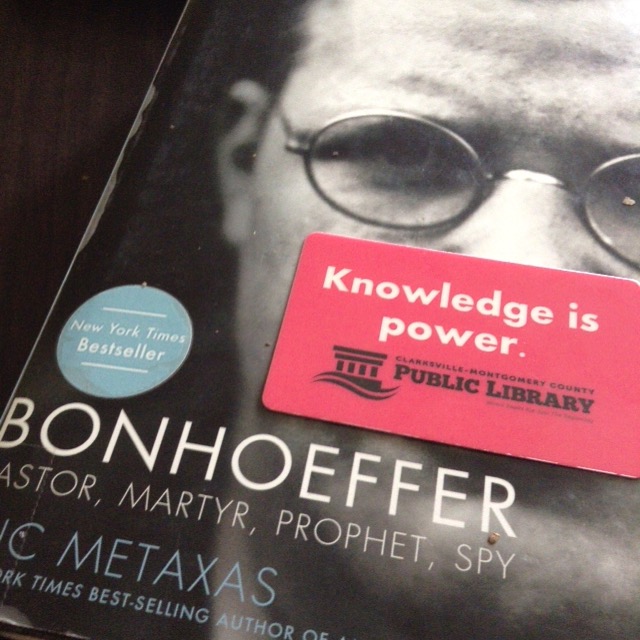 Knowledge is
power.
CLARKSVILLE-MONTGOMERY COUNTY
PUBLIC LIBRARY
New York Times
Bestseller
BONHOEFFER
ASTOR, MARTYR, PROPHET, SPY
IC METAXAS
RK TIMES BEST-SELLING AUTHOR OF